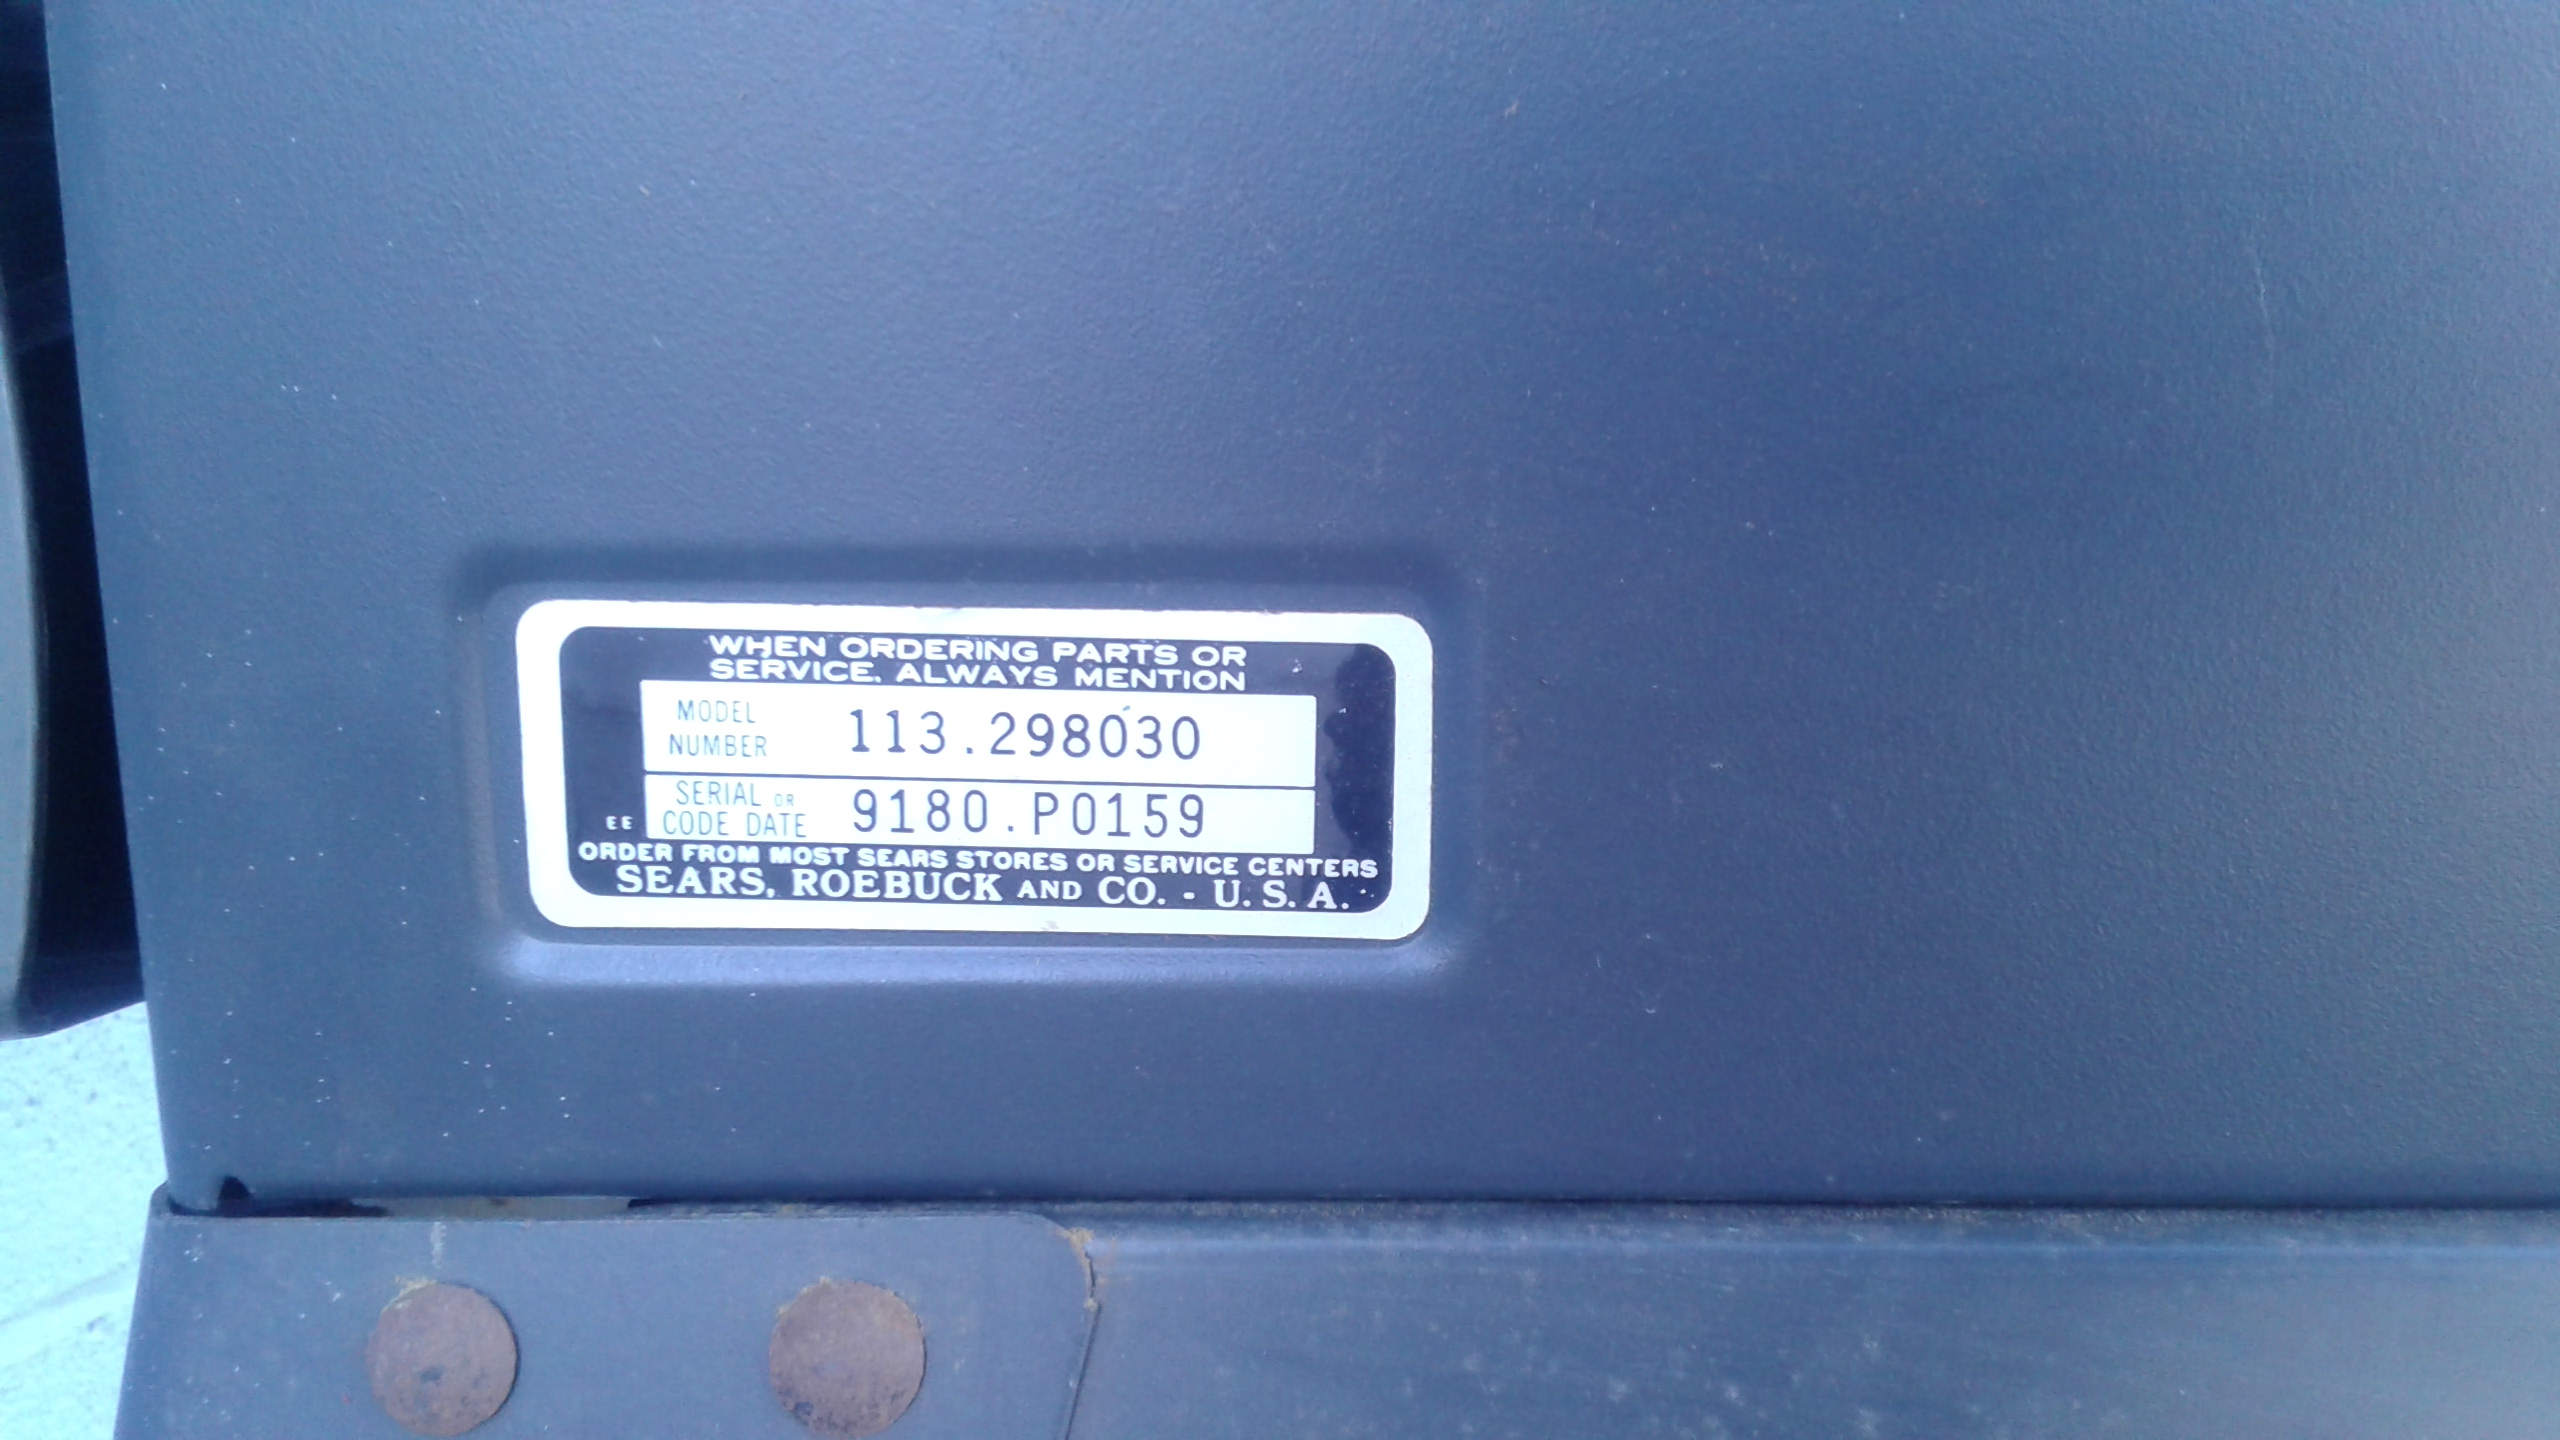 WHEN ORDERING PARTS OR
SERVICE, ALWAYS MENTION
MODEL
NUMBER 113.298030
SERIAL OR
CODE DATE 9180.P0159
EE
ORDER FROM MOST SEARS STORES OR SERVICE CENTERS
SEARS, ROEBUCK AND CO. - U.S.A.